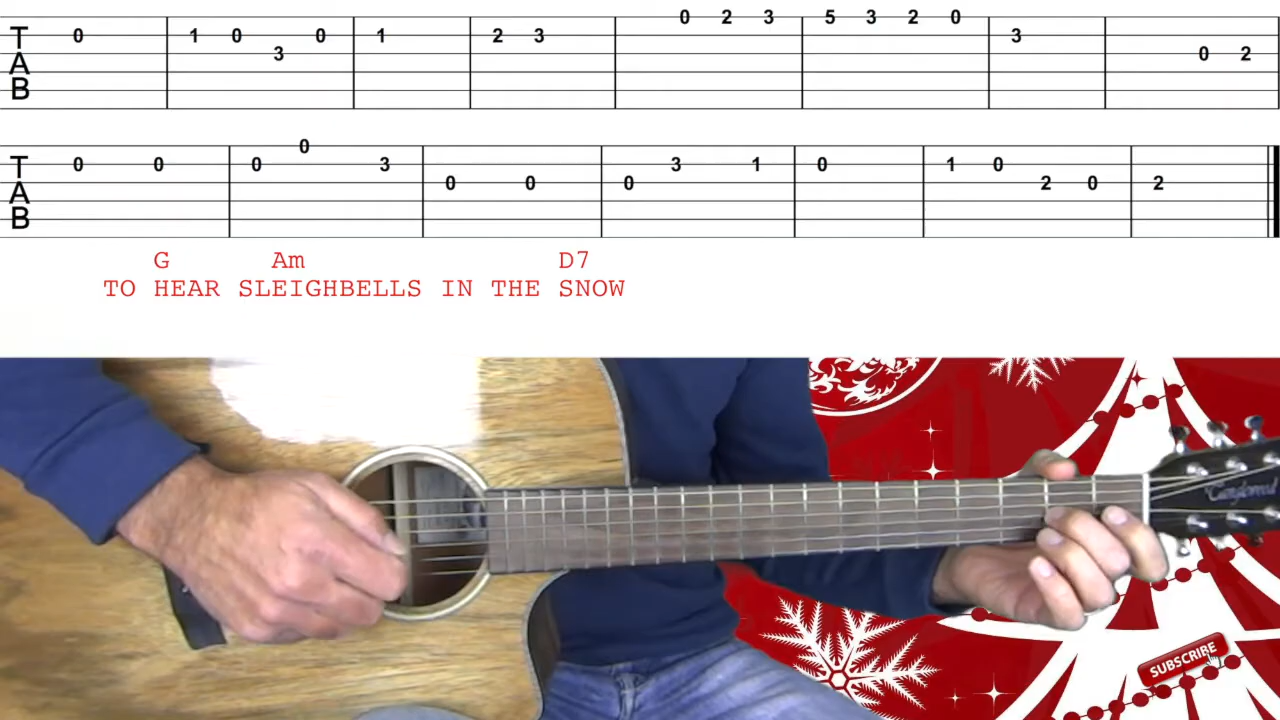 T 0 1 0 3 0 1 2 3 0 2 3 5 3 2 0 3 0 2
A
B
T 0 0 0 0 3 0 0 0 3 1 0 1 0 2 0 2
A
B
G Am D7
TO HEAR SLEIGHBELLS IN THE SNOW
Tanglewood
SUBSCRIBE